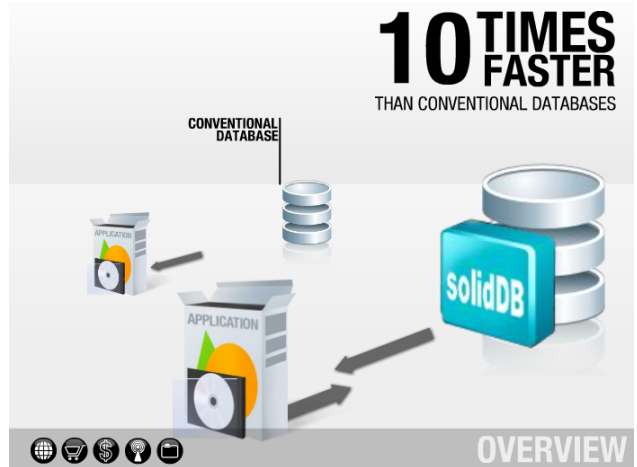 10 TIMES
FASTER
THAN CONVENTIONAL DATABASES
CONVENTIONAL
DATABASE
APPLICATION
solidDB
APPLICATION
OVERVIEW